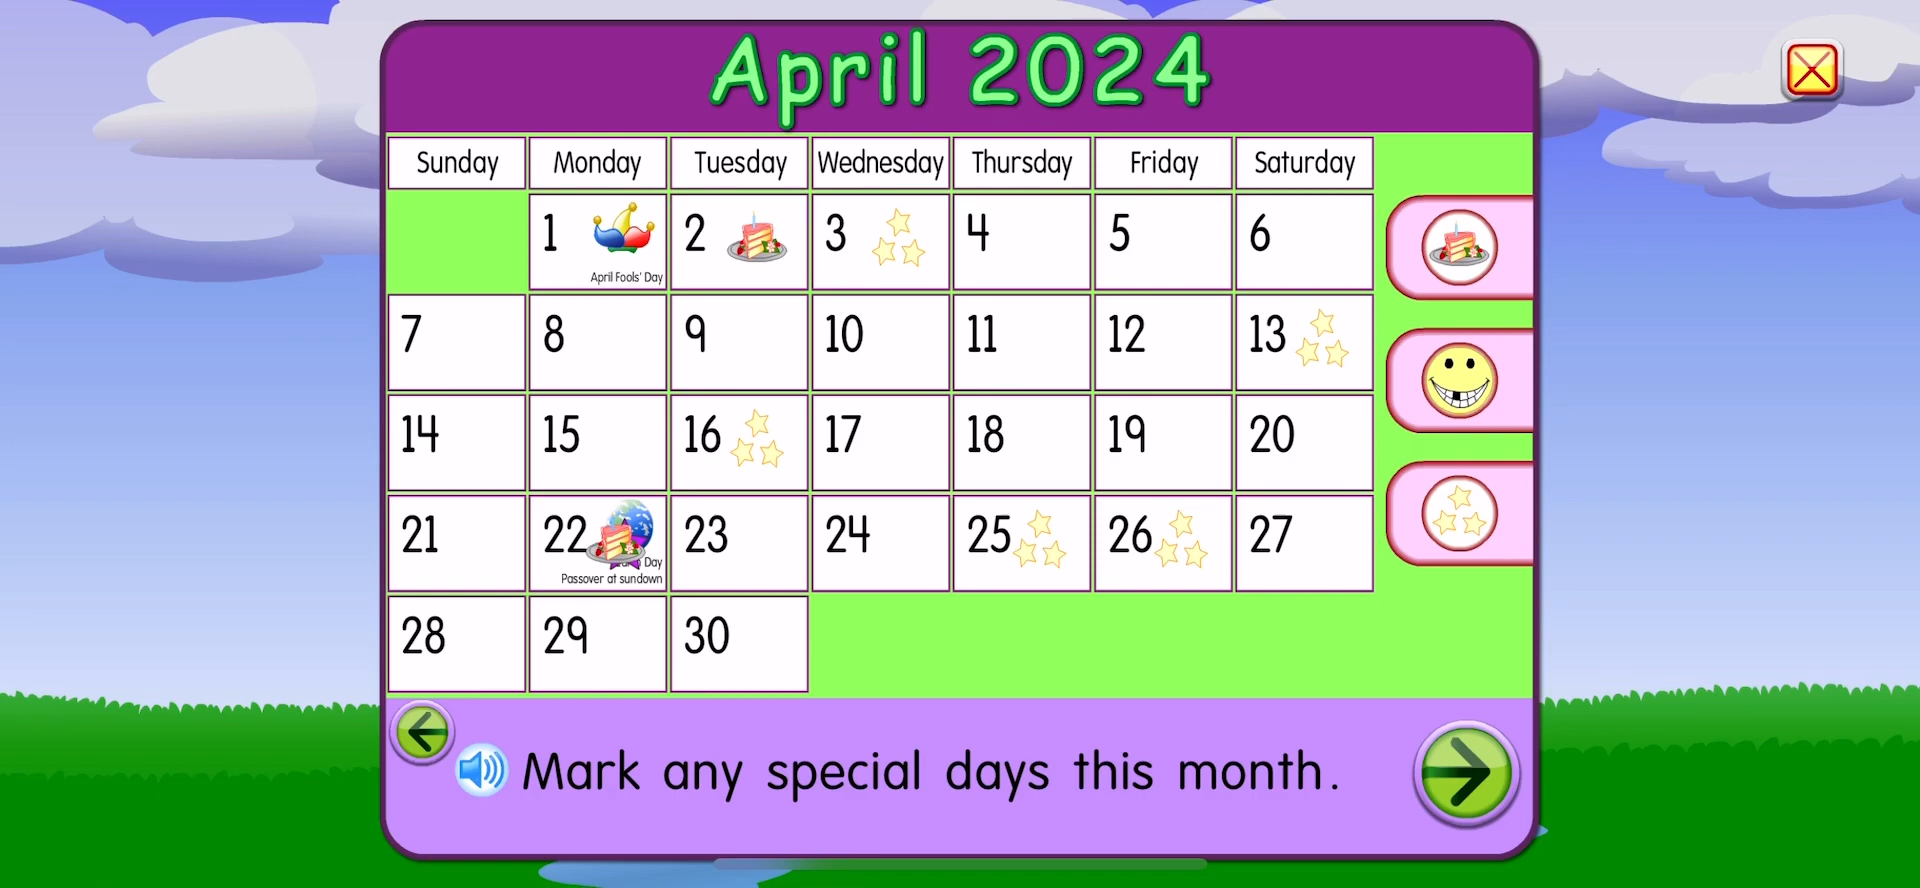 April 2024
Sunday Monday Tuesday Wednesday Thursday Friday Saturday
1 2 3 4 5 6
April Fools' Day
7 8 9 10 11 12 13
14 15 16 17 18 19 20
21 22 23 24 25 26 27
Day
Passover at sundown
28 29 30
Mark any special days this month.